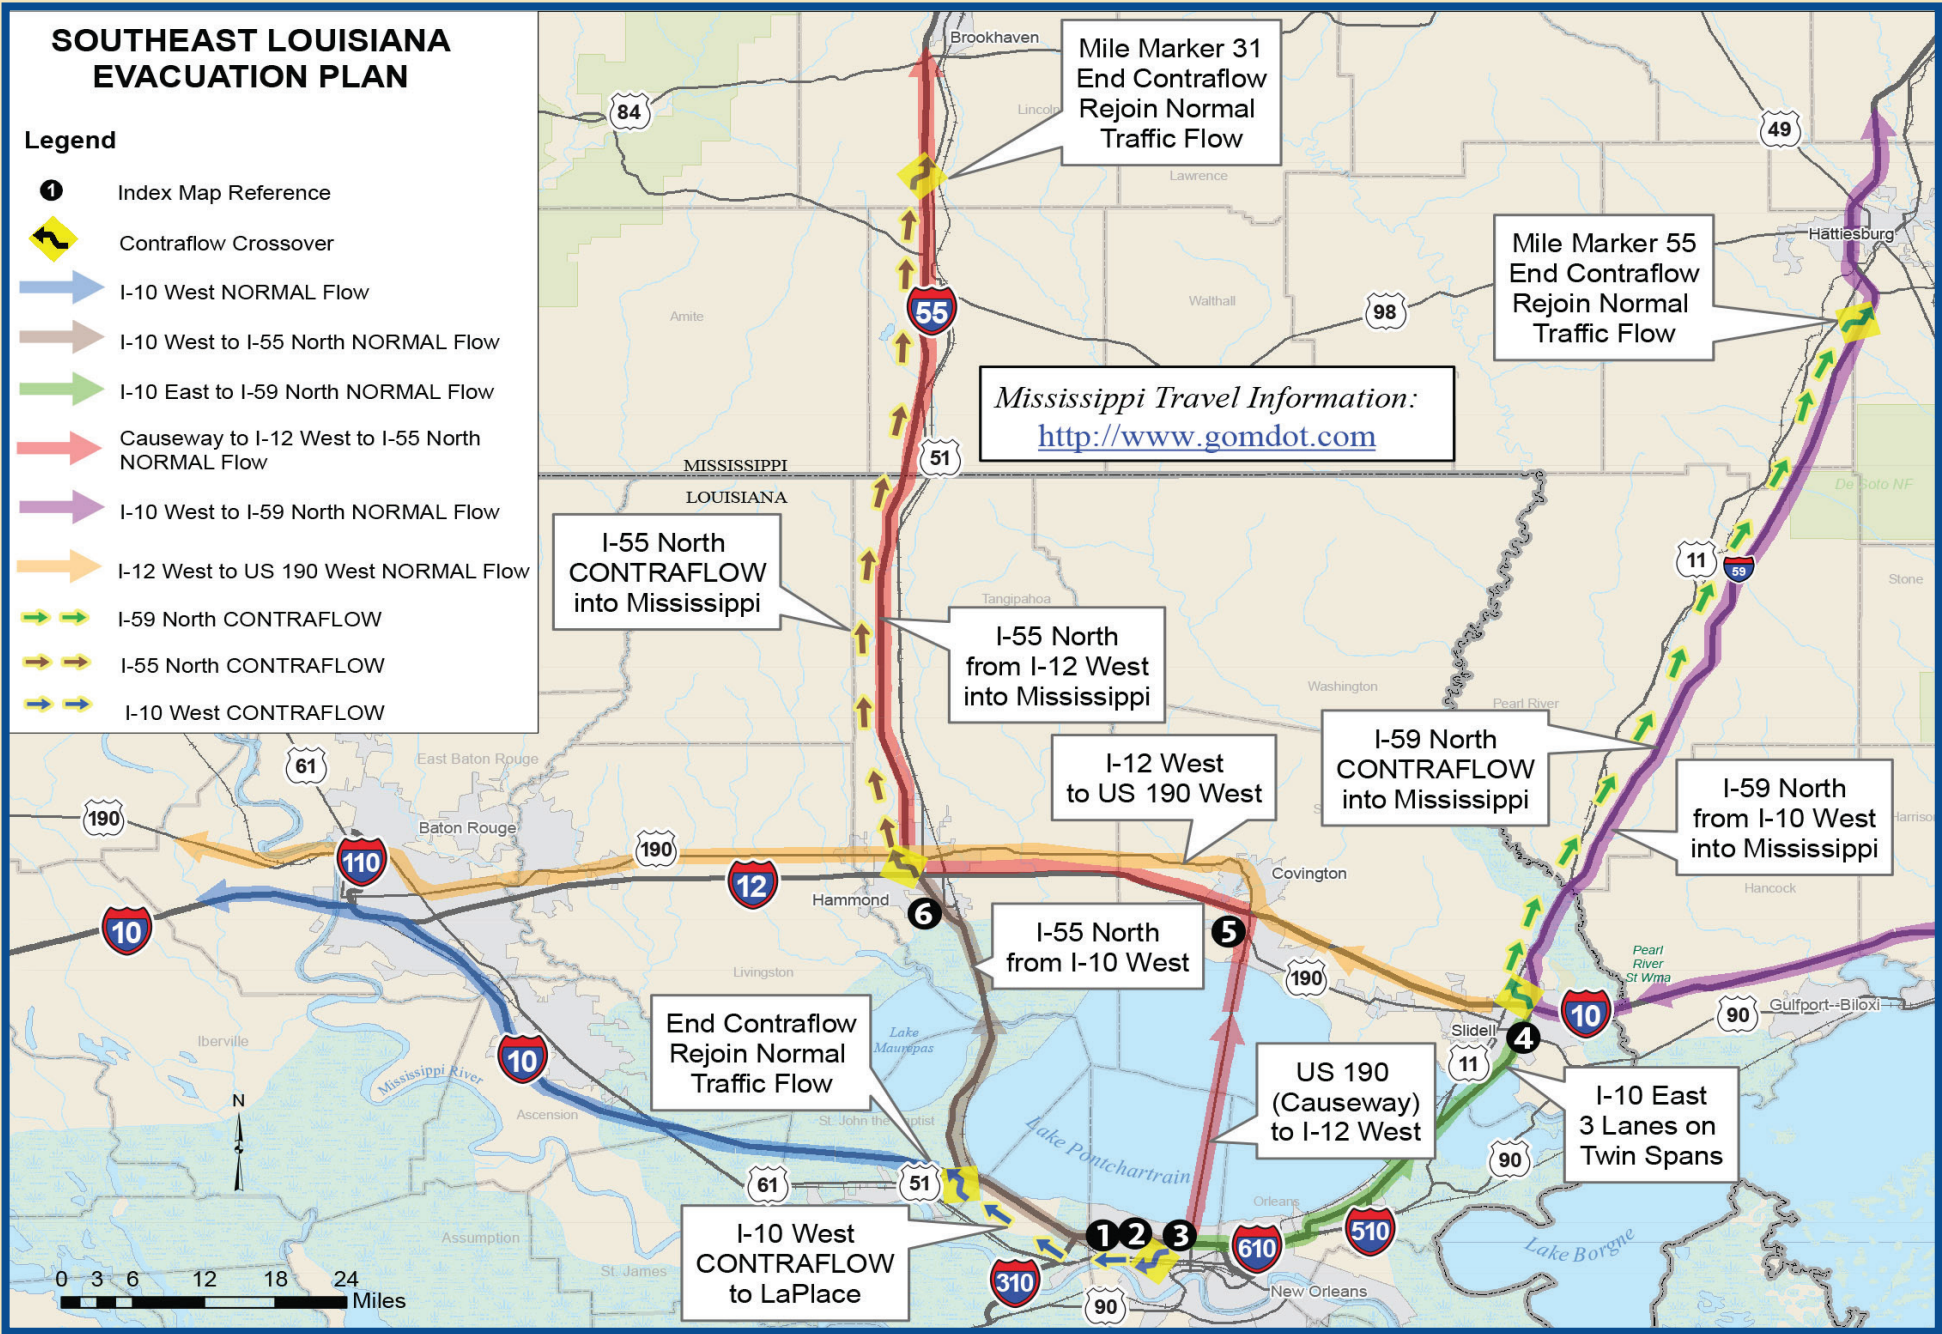 SOUTHEAST LOUISIANA
EVACUATION PLAN
Legend
1 Index Map Reference
Contraflow Crossover
I-10 West NORMAL Flow
I-10 West to I-55 North NORMAL Flow
I-10 East to I-59 North NORMAL Flow
Causeway to I-12 West to I-55 North
NORMAL Flow
I-10 West to I-59 North NORMAL Flow
I-12 West to US 190 West NORMAL Flow
I-59 North CONTRAFLOW
I-55 North CONTRAFLOW
I-10 West CONTRAFLOW
Brookhaven
84
Lincoln
Mile Marker 31
End Contraflow
Rejoin Normal
Traffic Flow
49
Lawrence
Hattiesburg
Mile Marker 55
End Contraflow
Rejoin Normal
Traffic Flow
Amite
55
Walthall
98
Mississippi Travel Information:
http://www.gomdot.com
51
MISSISSIPPI
LOUISIANA
De Soto NF
I-55 North
CONTRAFLOW
into Mississippi
11
59
Stone
Tangipahoa
I-55 North
from I-12 West
into Mississippi
Washington
Pearl River
I-59 North
CONTRAFLOW
into Mississippi
I-12 West
to US 190 West
I-59 North
from I-10 West
into Mississippi
Harriso
Hancock
61
East Baton Rouge
190
Baton Rouge
110
190
12
Hammond
Covington
10
6
5
I-55 North
from I-10 West
190
Livingston
Pearl
River
St Wma
10
90
Gulfport--Biloxi
Slidell
4
11
End Contraflow
Rejoin Normal
Traffic Flow
Lake
Maurepas
Iberville
10
Mississippi River
Ascension
St. John the Baptist
US 190
(Causeway)
to I-12 West
I-10 East
3 Lanes on
Twin Spans
Lake Pontchartrain
90
61
51
Orleans
N
I-10 West
CONTRAFLOW
to LaPlace
1
2
3
610
510
Lake Borgne
Assumption
St. James
310
90
New Orleans
0 3 6 12 18 24
Miles